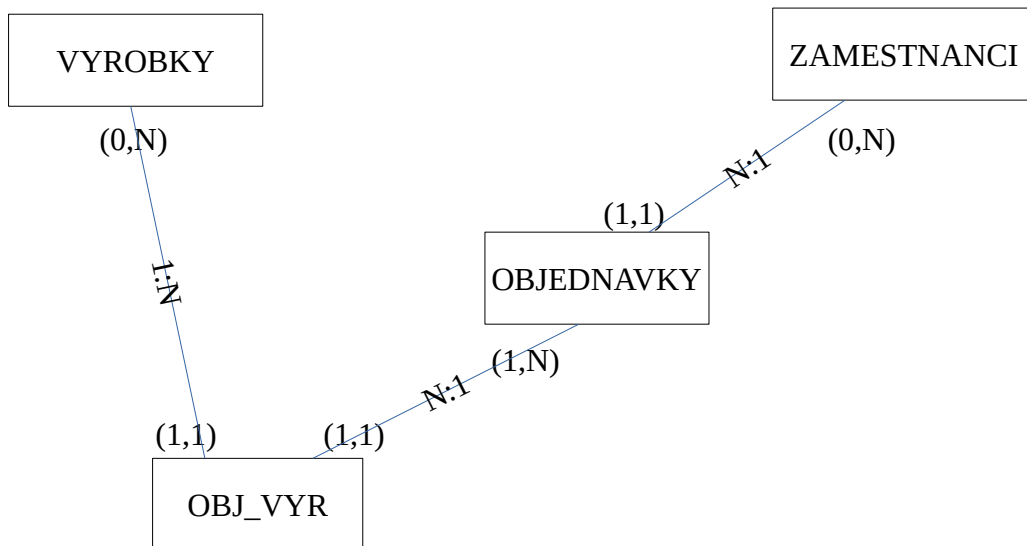 VYROBKY
ZAMESTNANCI
(0,N)
(0,N)
N:1
(1,1)
OBJEDNAVKY
1:N
(1,N)
N:1
(1,1)
(1,1)
OBJ_VYR